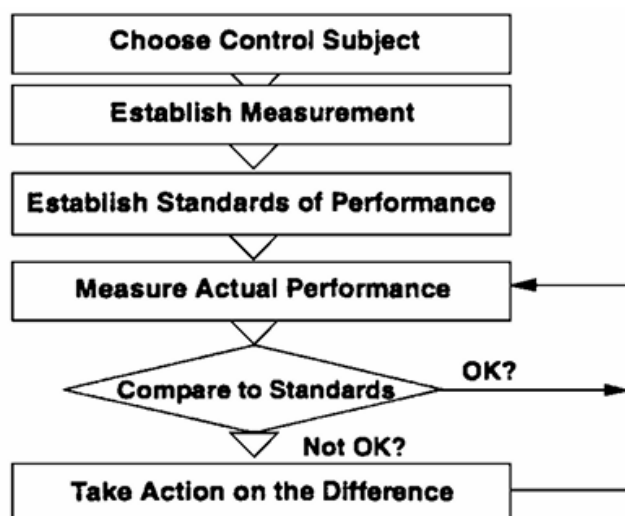 Choose Control Subject
Establish Measurement
Establish Standards of Performance
Measure Actual Performance
Compare to Standards
OK?
Not OK?
Take Action on the Difference